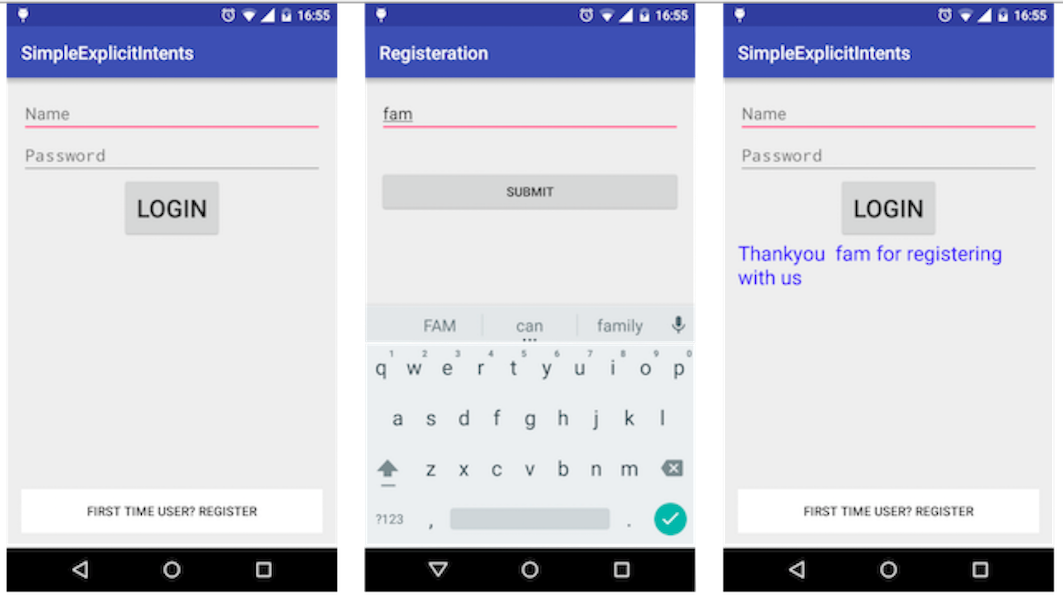 16:55
SimpleExplicitIntents
Name
Password
LOGIN
FIRST TIME USER? REGISTER
16:55
Registeration
fam
SUBMIT
FAM can family
1 2 3 4 5 6 7 8 9 0
q w e r t y u i o p
a s d f g h j k l
z x c v b n m
?123 , .
16:55
SimpleExplicitIntents
Name
Password
LOGIN
Thankyou  fam for registering
with us
FIRST TIME USER? REGISTER